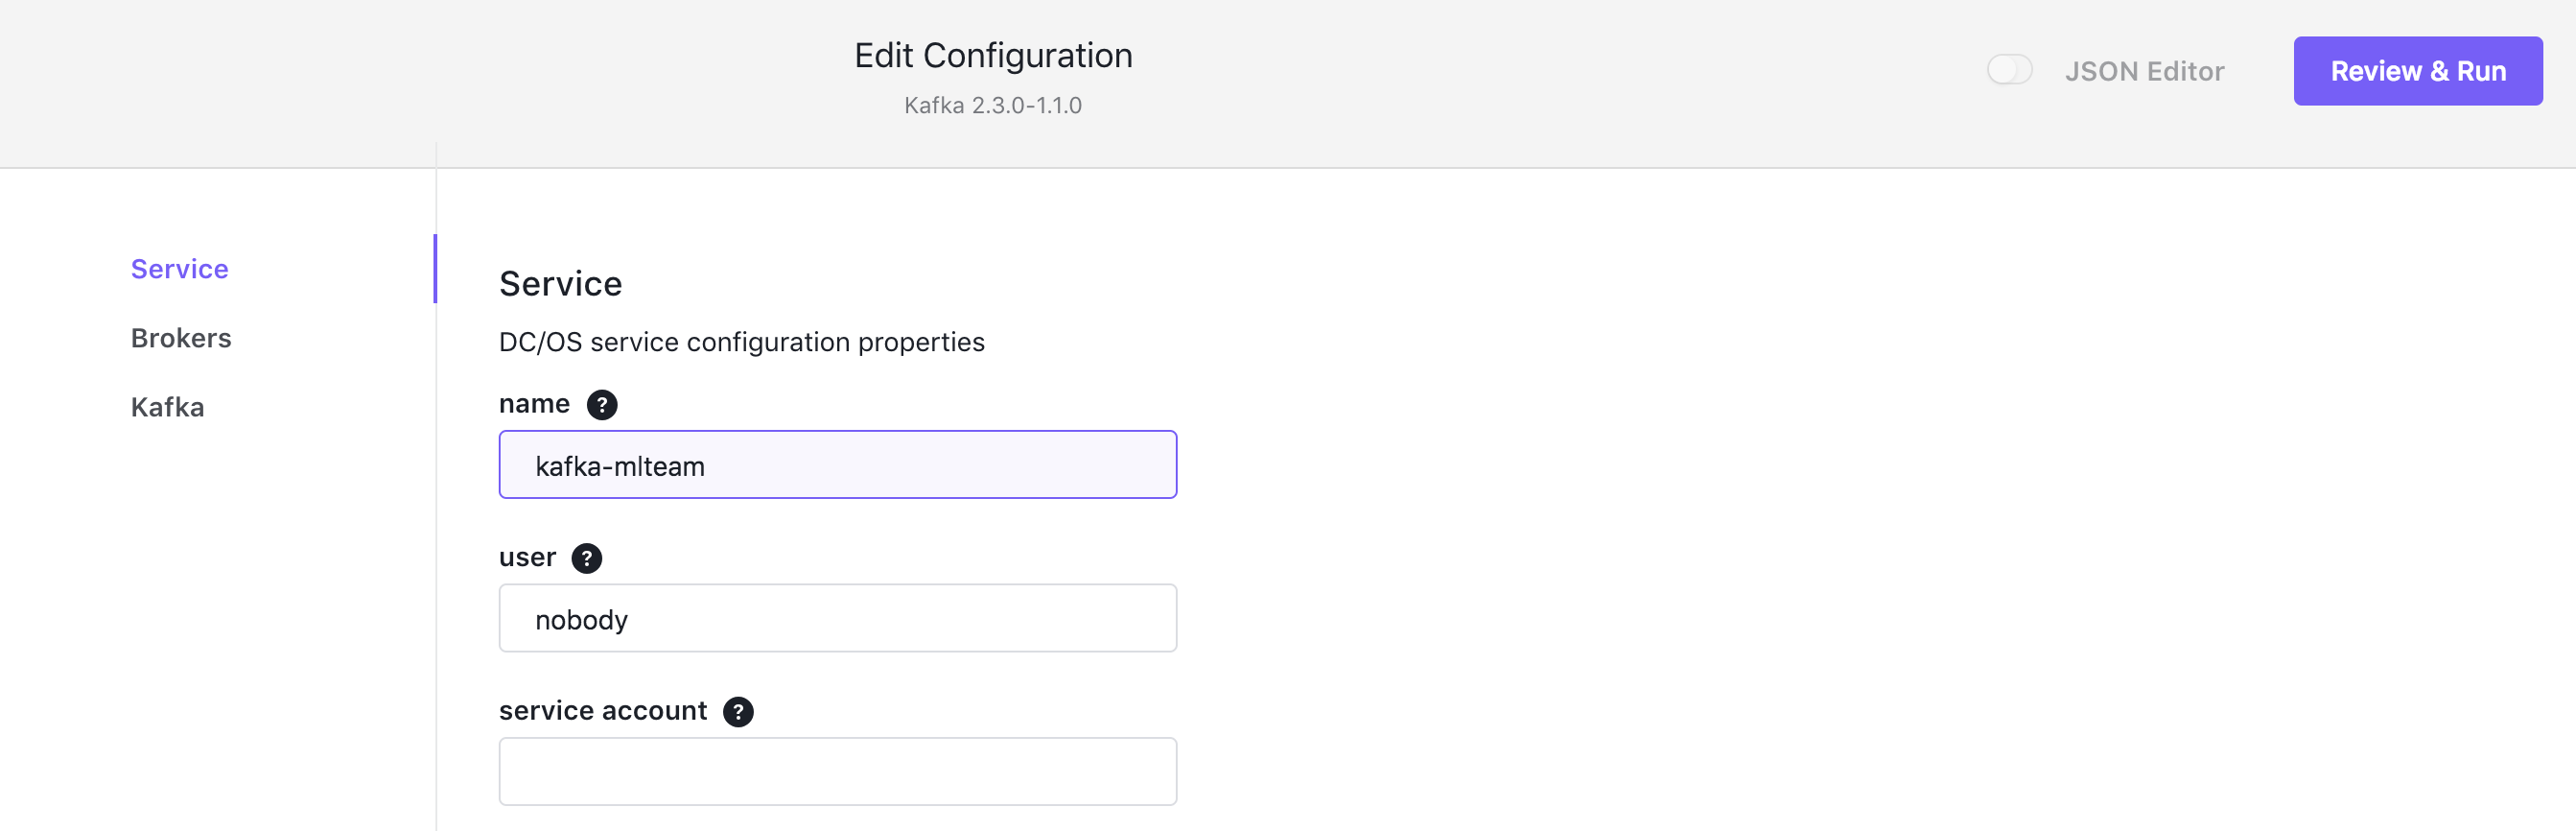 Edit Configuration
Kafka 2.3.0-1.1.0
JSON Editor
Review & Run
Service
Brokers
Kafka
Service
DC/OS service configuration properties
name ?
kafka-mlteam
user ?
nobody
service account ?